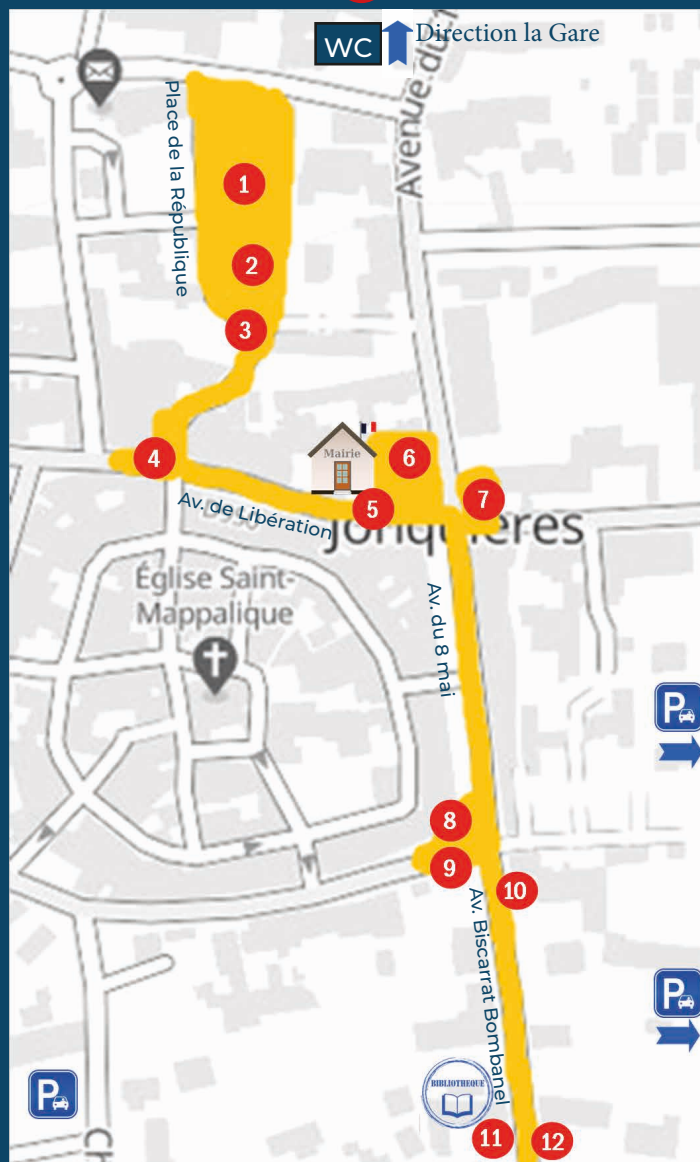 WC
Direction la Gare
Avenue du 1
Place de la République
1
2
3
Mairie
4
5
6
7
Av. de Libération
Jonquières
Église Saint-
Mappalique
Av. du 8 mai
P
8
9
10
Av. Biscarrat Bombanel
P
BIBLIOTHEQUE
P
11
12
Ch